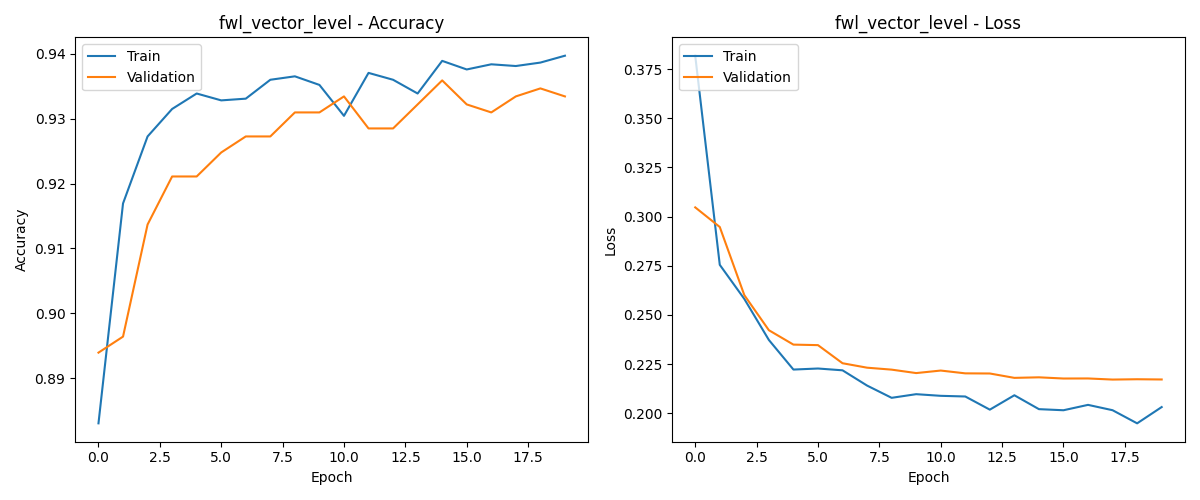 fwl_vector_level - Accuracy
Train
Validation
0.94
0.93
0.92
0.91
0.90
0.89
Accuracy
0.0 2.5 5.0 7.5 10.0 12.5 15.0 17.5
Epoch
fwl_vector_level - Loss
Train
Validation
0.375
0.350
0.325
0.300
0.275
0.250
0.225
0.200
Loss
0.0 2.5 5.0 7.5 10.0 12.5 15.0 17.5
Epoch